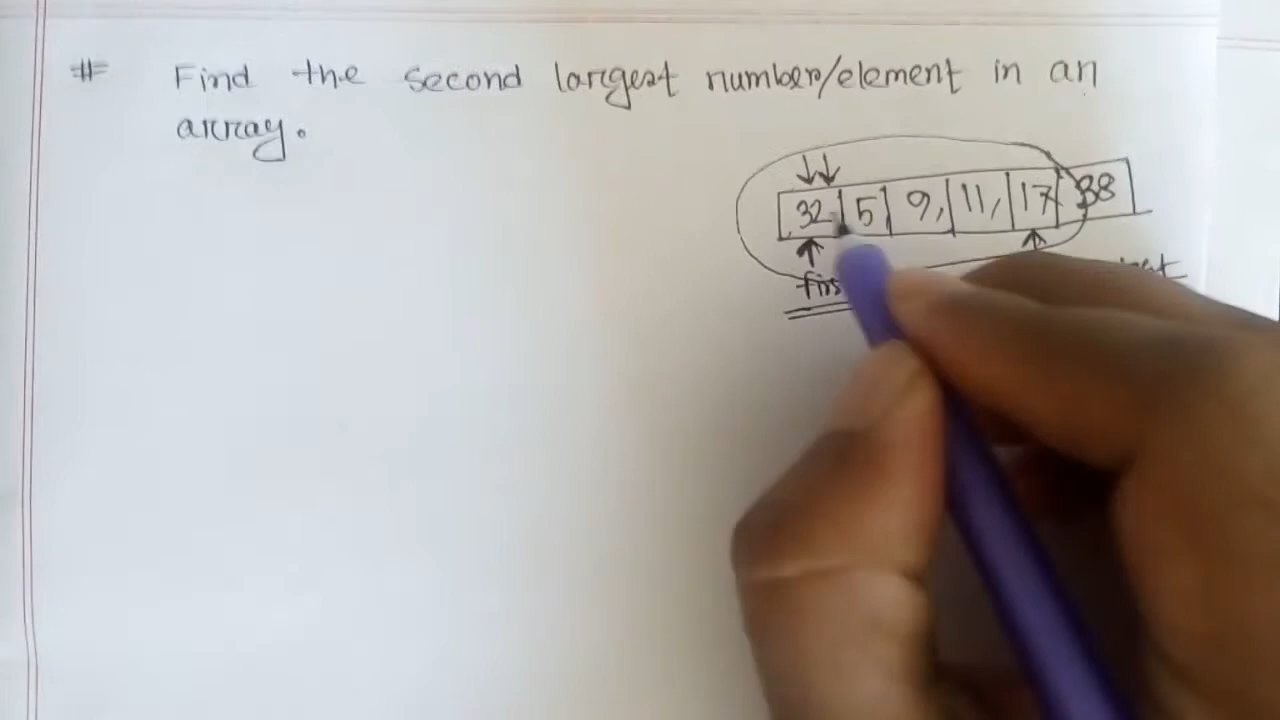 # Find the second largest number/element in an
array.
32 5 9, 11, 17 38